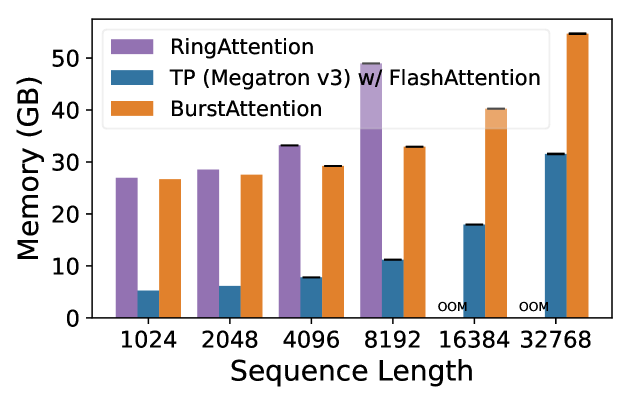 RingAttention
TP (Megatron v3) w/ FlashAttention
BurstAttention
Memory (GB)
50
40
30
20
10
0
OOM OOM
1024 2048 4096 8192 16384 32768
Sequence Length